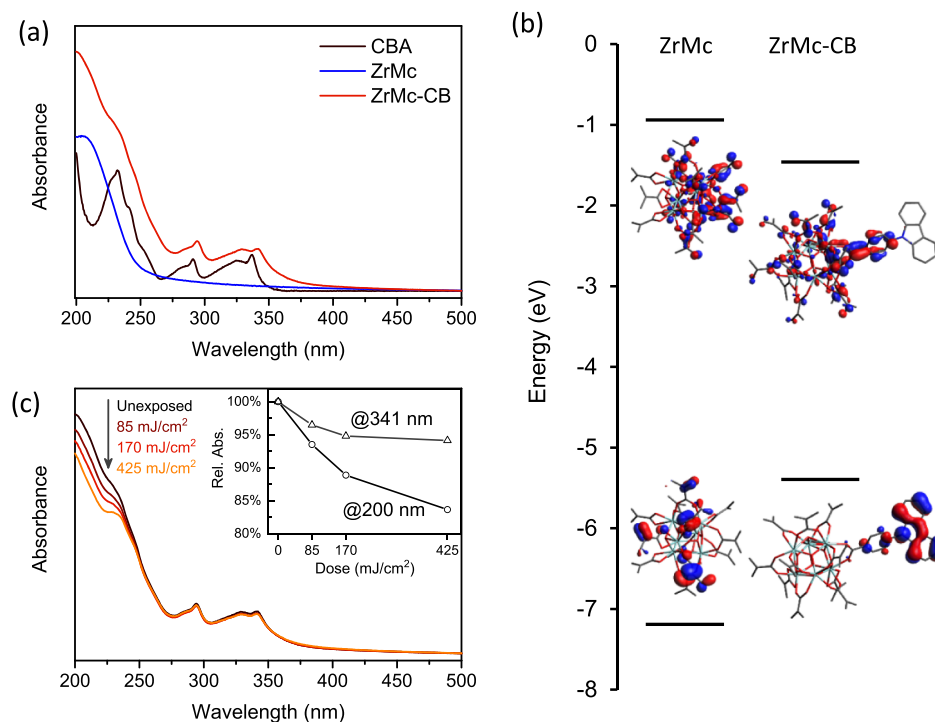 (a)
CBA
ZrMc
ZrMc-CB
Absorbance
200 250 300 350 400 450 500
Wavelength (nm)
(b)
ZrMc ZrMc-CB
0
-1
-2
-3
-4
-5
-6
-7
-8
Energy (eV)
N
(c)
Unexposed
85 mJ/cm²
170 mJ/cm²
425 mJ/cm²
Absorbance
200 250 300 350 400 450 500
Wavelength (nm)
100%
95%
90%
85%
80%
Rel. Abs.
@341 nm
@200 nm
0 85 170 425
Dose (mJ/cm²)